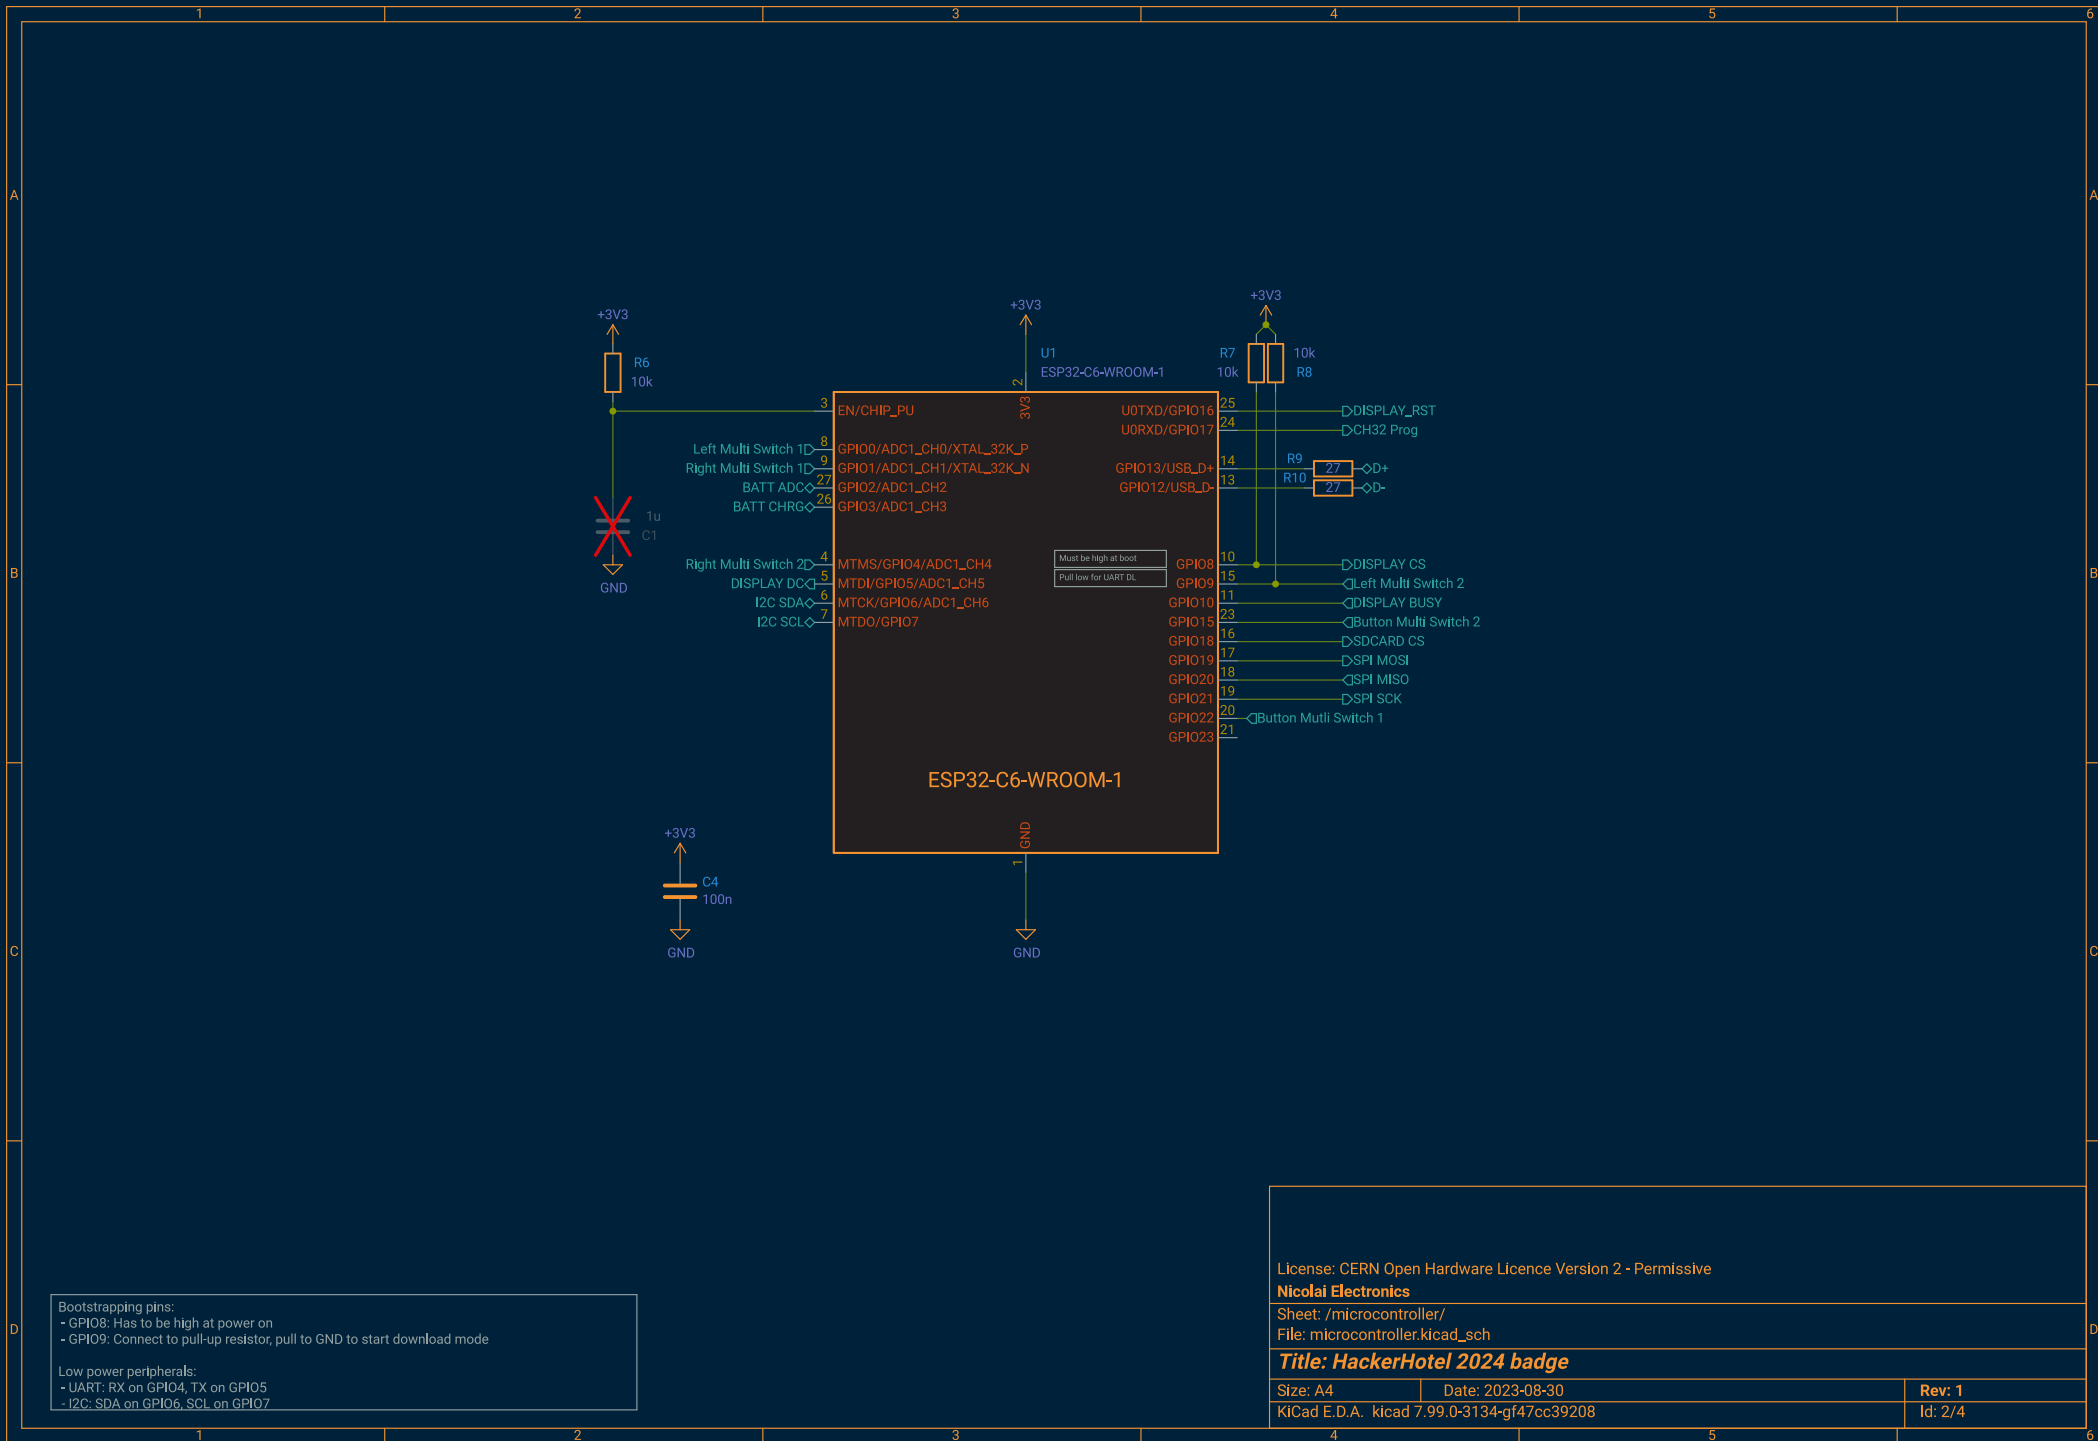 1 2 3 4 5 6
A A
B B
C C
D D
+3V3
R6
10k
1u
C1
GND
+3V3
C4
100n
GND
+3V3
U1
ESP32-C6-WROOM-1
2
3V3
+3V3
R7
10k
10k
R8
3 EN/CHIP_PU
Left Multi Switch 1 8 GPIO0/ADC1_CH0/XTAL_32K_P
Right Multi Switch 1 9 GPIO1/ADC1_CH1/XTAL_32K_N
BATT ADC 27 GPIO2/ADC1_CH2
BATT CHRG 26 GPIO3/ADC1_CH3
Right Multi Switch 2 4 MTMS/GPIO4/ADC1_CH4
DISPLAY DC 5 MTDI/GPIO5/ADC1_CH5
I2C SDA 6 MTCK/GPIO6/ADC1_CH6
I2C SCL 7 MTDO/GPIO7
U0TXD/GPIO16 25 DISPLAY_RST
U0RXD/GPIO17 24 CH32 Prog
GPIO13/USB_D+ 14 R9 27 D+
GPIO12/USB_D- 13 R10 27 D-
Must be high at boot
Pull low for UART DL
GPIO8 10 DISPLAY CS
GPIO9 15 Left Multi Switch 2
GPIO10 11 DISPLAY BUSY
GPIO15 23 Button Multi Switch 2
GPIO18 16 SDCARD CS
GPIO19 17 SPI MOSI
GPIO20 18 SPI MISO
GPIO21 19 SPI SCK
GPIO22 20 Button Mutli Switch 1
GPIO23 21
ESP32-C6-WROOM-1
GND
1
GND
Bootstrapping pins:
- GPIO8: Has to be high at power on
- GPIO9: Connect to pull-up resistor, pull to GND to start download mode
Low power peripherals:
- UART: RX on GPIO4, TX on GPIO5
- I2C: SDA on GPIO6, SCL on GPIO7
License: CERN Open Hardware Licence Version 2 - Permissive
Nicolai Electronics
Sheet: /microcontroller/
File: microcontroller.kicad_sch
Title: HackerHotel 2024 badge
Size: A4 Date: 2023-08-30 Rev: 1
KiCad E.D.A. kicad 7.99.0-3134-gf47cc39208 Id: 2/4
1 2 3 4 5 6